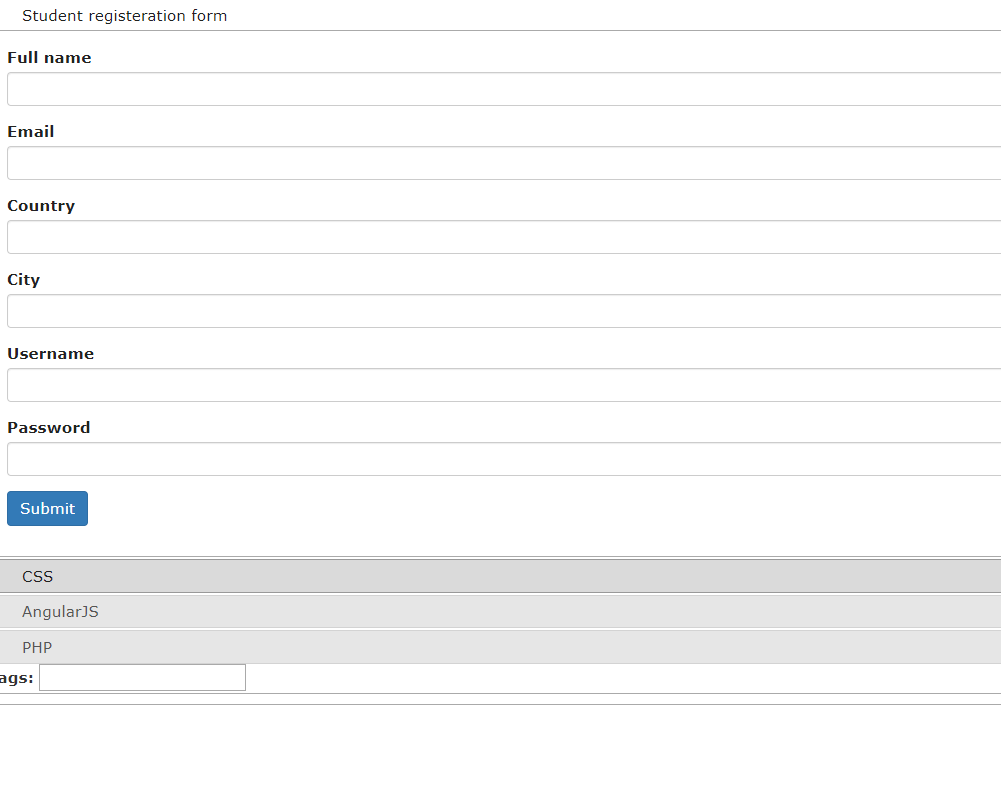 Student registeration form
Full name
Email
Country
City
Username
Password
Submit
CSS
AngularJS
PHP
ags: